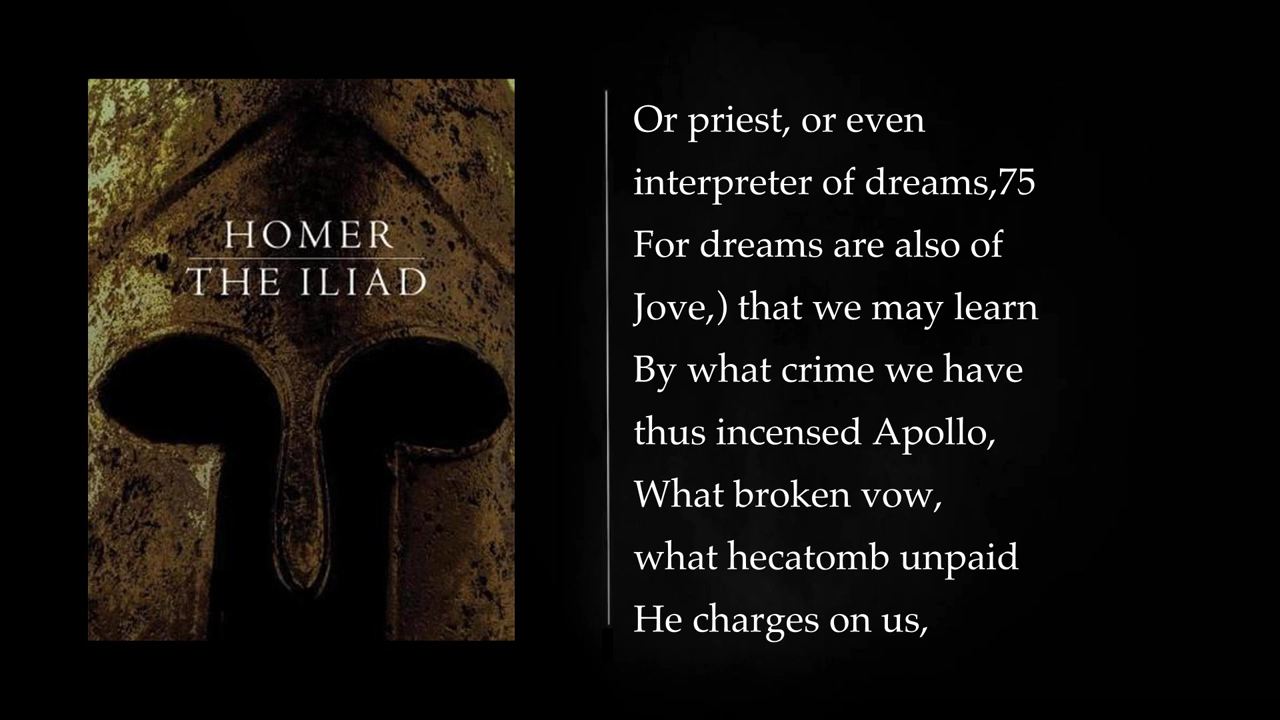 HOMER
THE ILIAD
Or priest, or even
interpreter of dreams,75
For dreams are also of
Jove,) that we may learn
By what crime we have
thus incensed Apollo,
What broken vow,
what hecatomb unpaid
He charges on us,